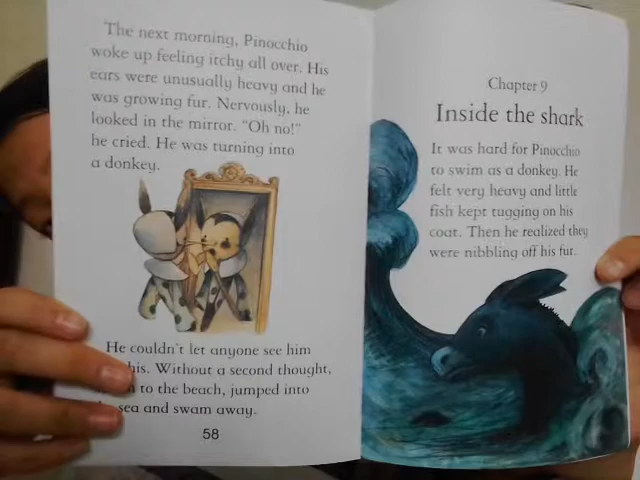 The next morning, Pinocchio
woke up feeling itchy all over. His
ears were unusually heavy and he
was growing fur. Nervously, he
looked in the mirror. "Oh no!"
he cried. He was turning into
a donkey.
He couldn't let anyone see him
his. Without a second thought,
to the beach, jumped into
sea and swam away.
58
Chapter 9
Inside the shark
It was hard for Pinocchio
to swim as a donkey. He
felt very heavy and little
fish kept tugging on his
coat. Then he realized they
were nibbling off his fur.